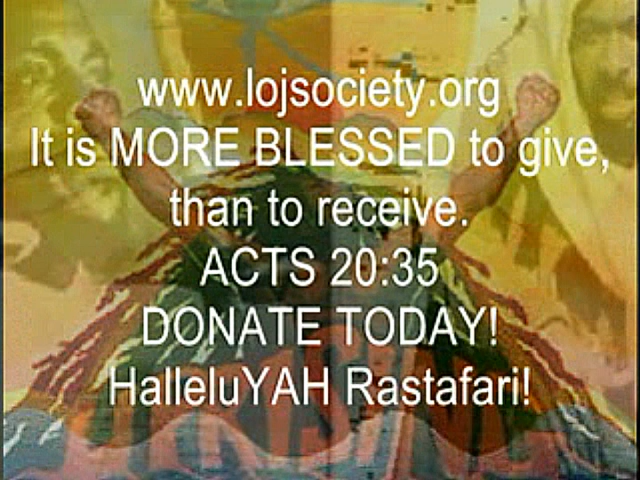 www.lojsociety.org
It is MORE BLESSED to give,
than to receive.
ACTS 20:35
DONATE TODAY!
HalleluYAH Rastafari!